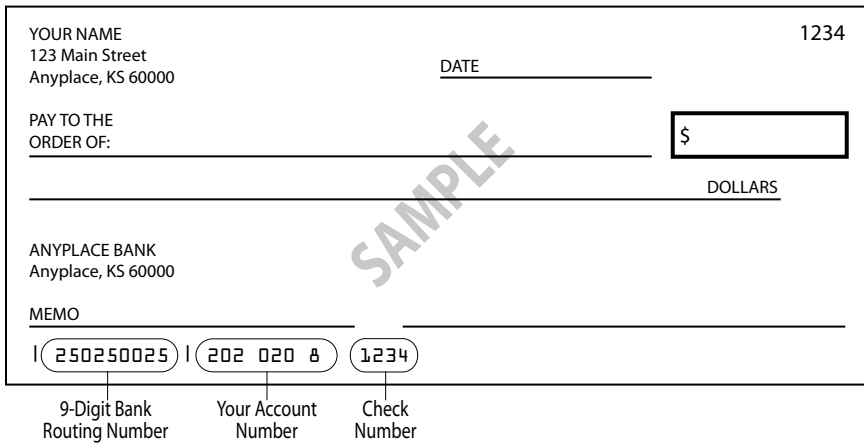 YOUR NAME
1234
123 Main Street
Anyplace, KS 60000
DATE
PAY TO THE
ORDER OF:
$
DOLLARS
SAMPLE
ANYPLACE BANK
Anyplace, KS 60000
MEMO
250250025 202 020 8 1234
9-Digit Bank Your Account Check
Routing Number Number Number